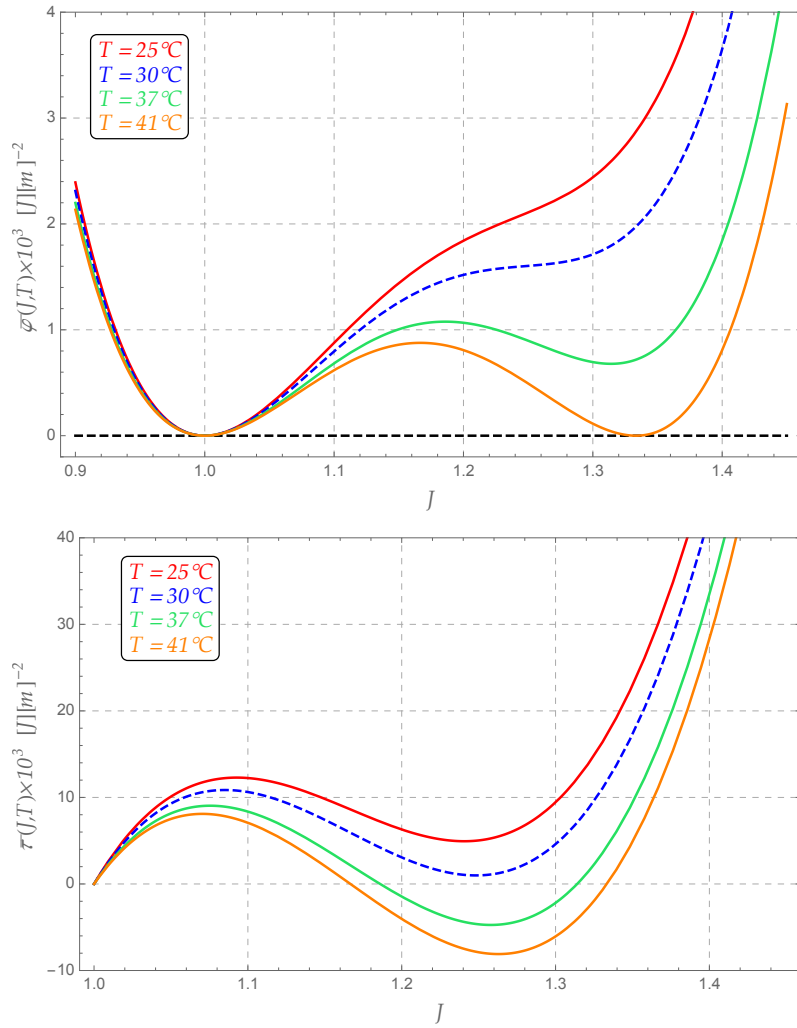 4
3
2
1
0
φ(J,T)×10³ [J][m]⁻²
T = 25°C
T = 30°C
T = 37°C
T = 41°C
0.9
1.0
1.1
1.2
1.3
1.4
J
40
30
20
10
0
−10
τ(J,T)×10³ [J][m]⁻²
T = 25°C
T = 30°C
T = 37°C
T = 41°C
1.0
1.1
1.2
1.3
1.4
J